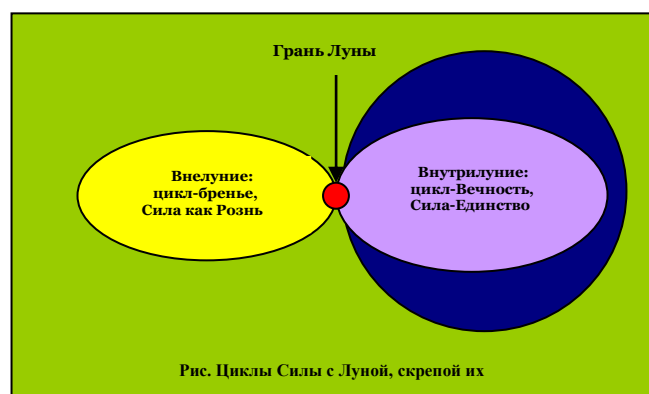 Грань Луны
Внелуние:
цикл-бренье,
Сила как Рознь
Внутрилуние:
цикл-Вечность,
Сила-Единство
Рис. Циклы Силы с Луной, скрепой их